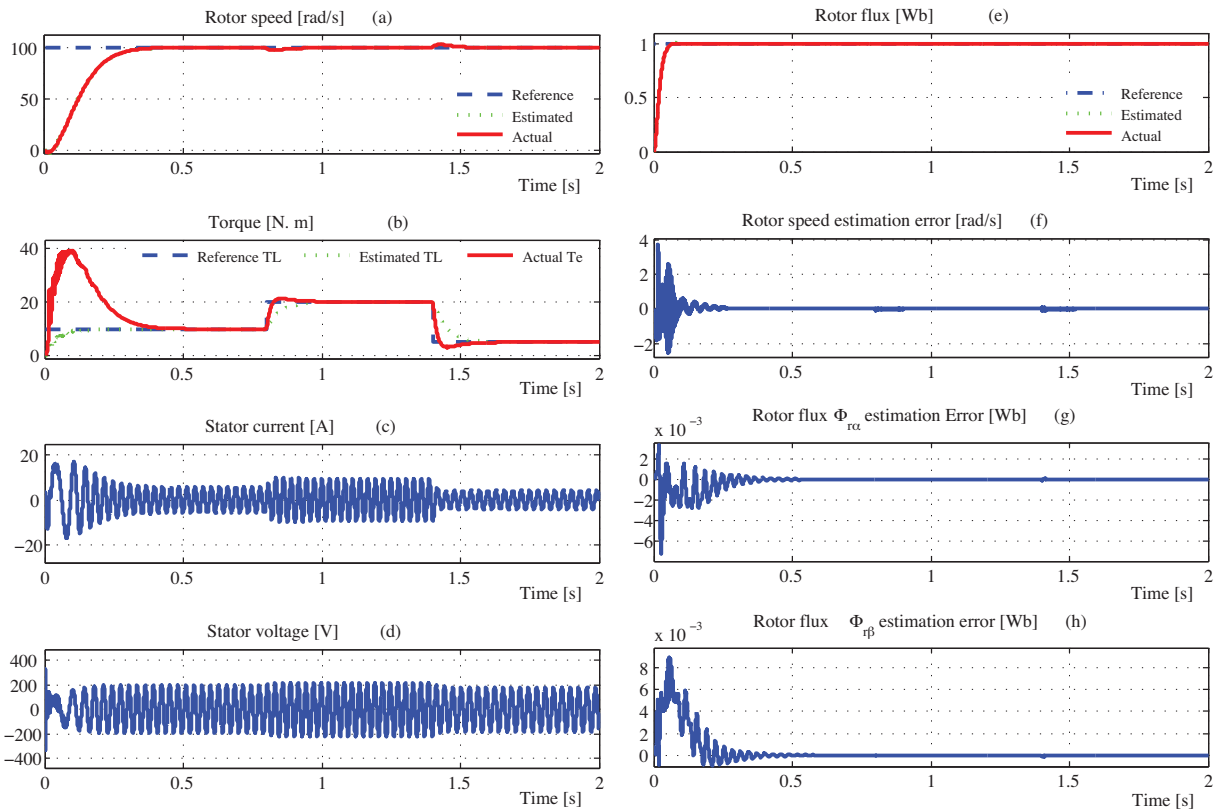 Rotor speed [rad/s] (a)
100
50
0
Reference
Estimated
Actual
0 0.5 1 1.5 2
Time [s]
Torque [N. m] (b)
40
20
0
Reference TL Estimated TL Actual Te
0 0.5 1 1.5 2
Time [s]
Stator current [A] (c)
20
0
−20
0 0.5 1 1.5 2
Time [s]
Stator voltage [V] (d)
400
200
0
−200
−400
0 0.5 1 1.5 2
Time [s]
Rotor flux [Wb] (e)
1
0.5
0
Reference
Estimated
Actual
0 0.5 1 1.5 2
Time [s]
Rotor speed estimation error [rad/s] (f)
4
2
0
−2
0 0.5 1 1.5 2
Time [s]
Rotor flux Φrα estimation Error [Wb] (g)
x 10−3
2
0
−2
−4
−6
0 0.5 1 1.5 2
Time [s]
Rotor flux Φrβ estimation error [Wb] (h)
x 10−3
8
6
4
2
0
0 0.5 1 1.5 2
Time [s]